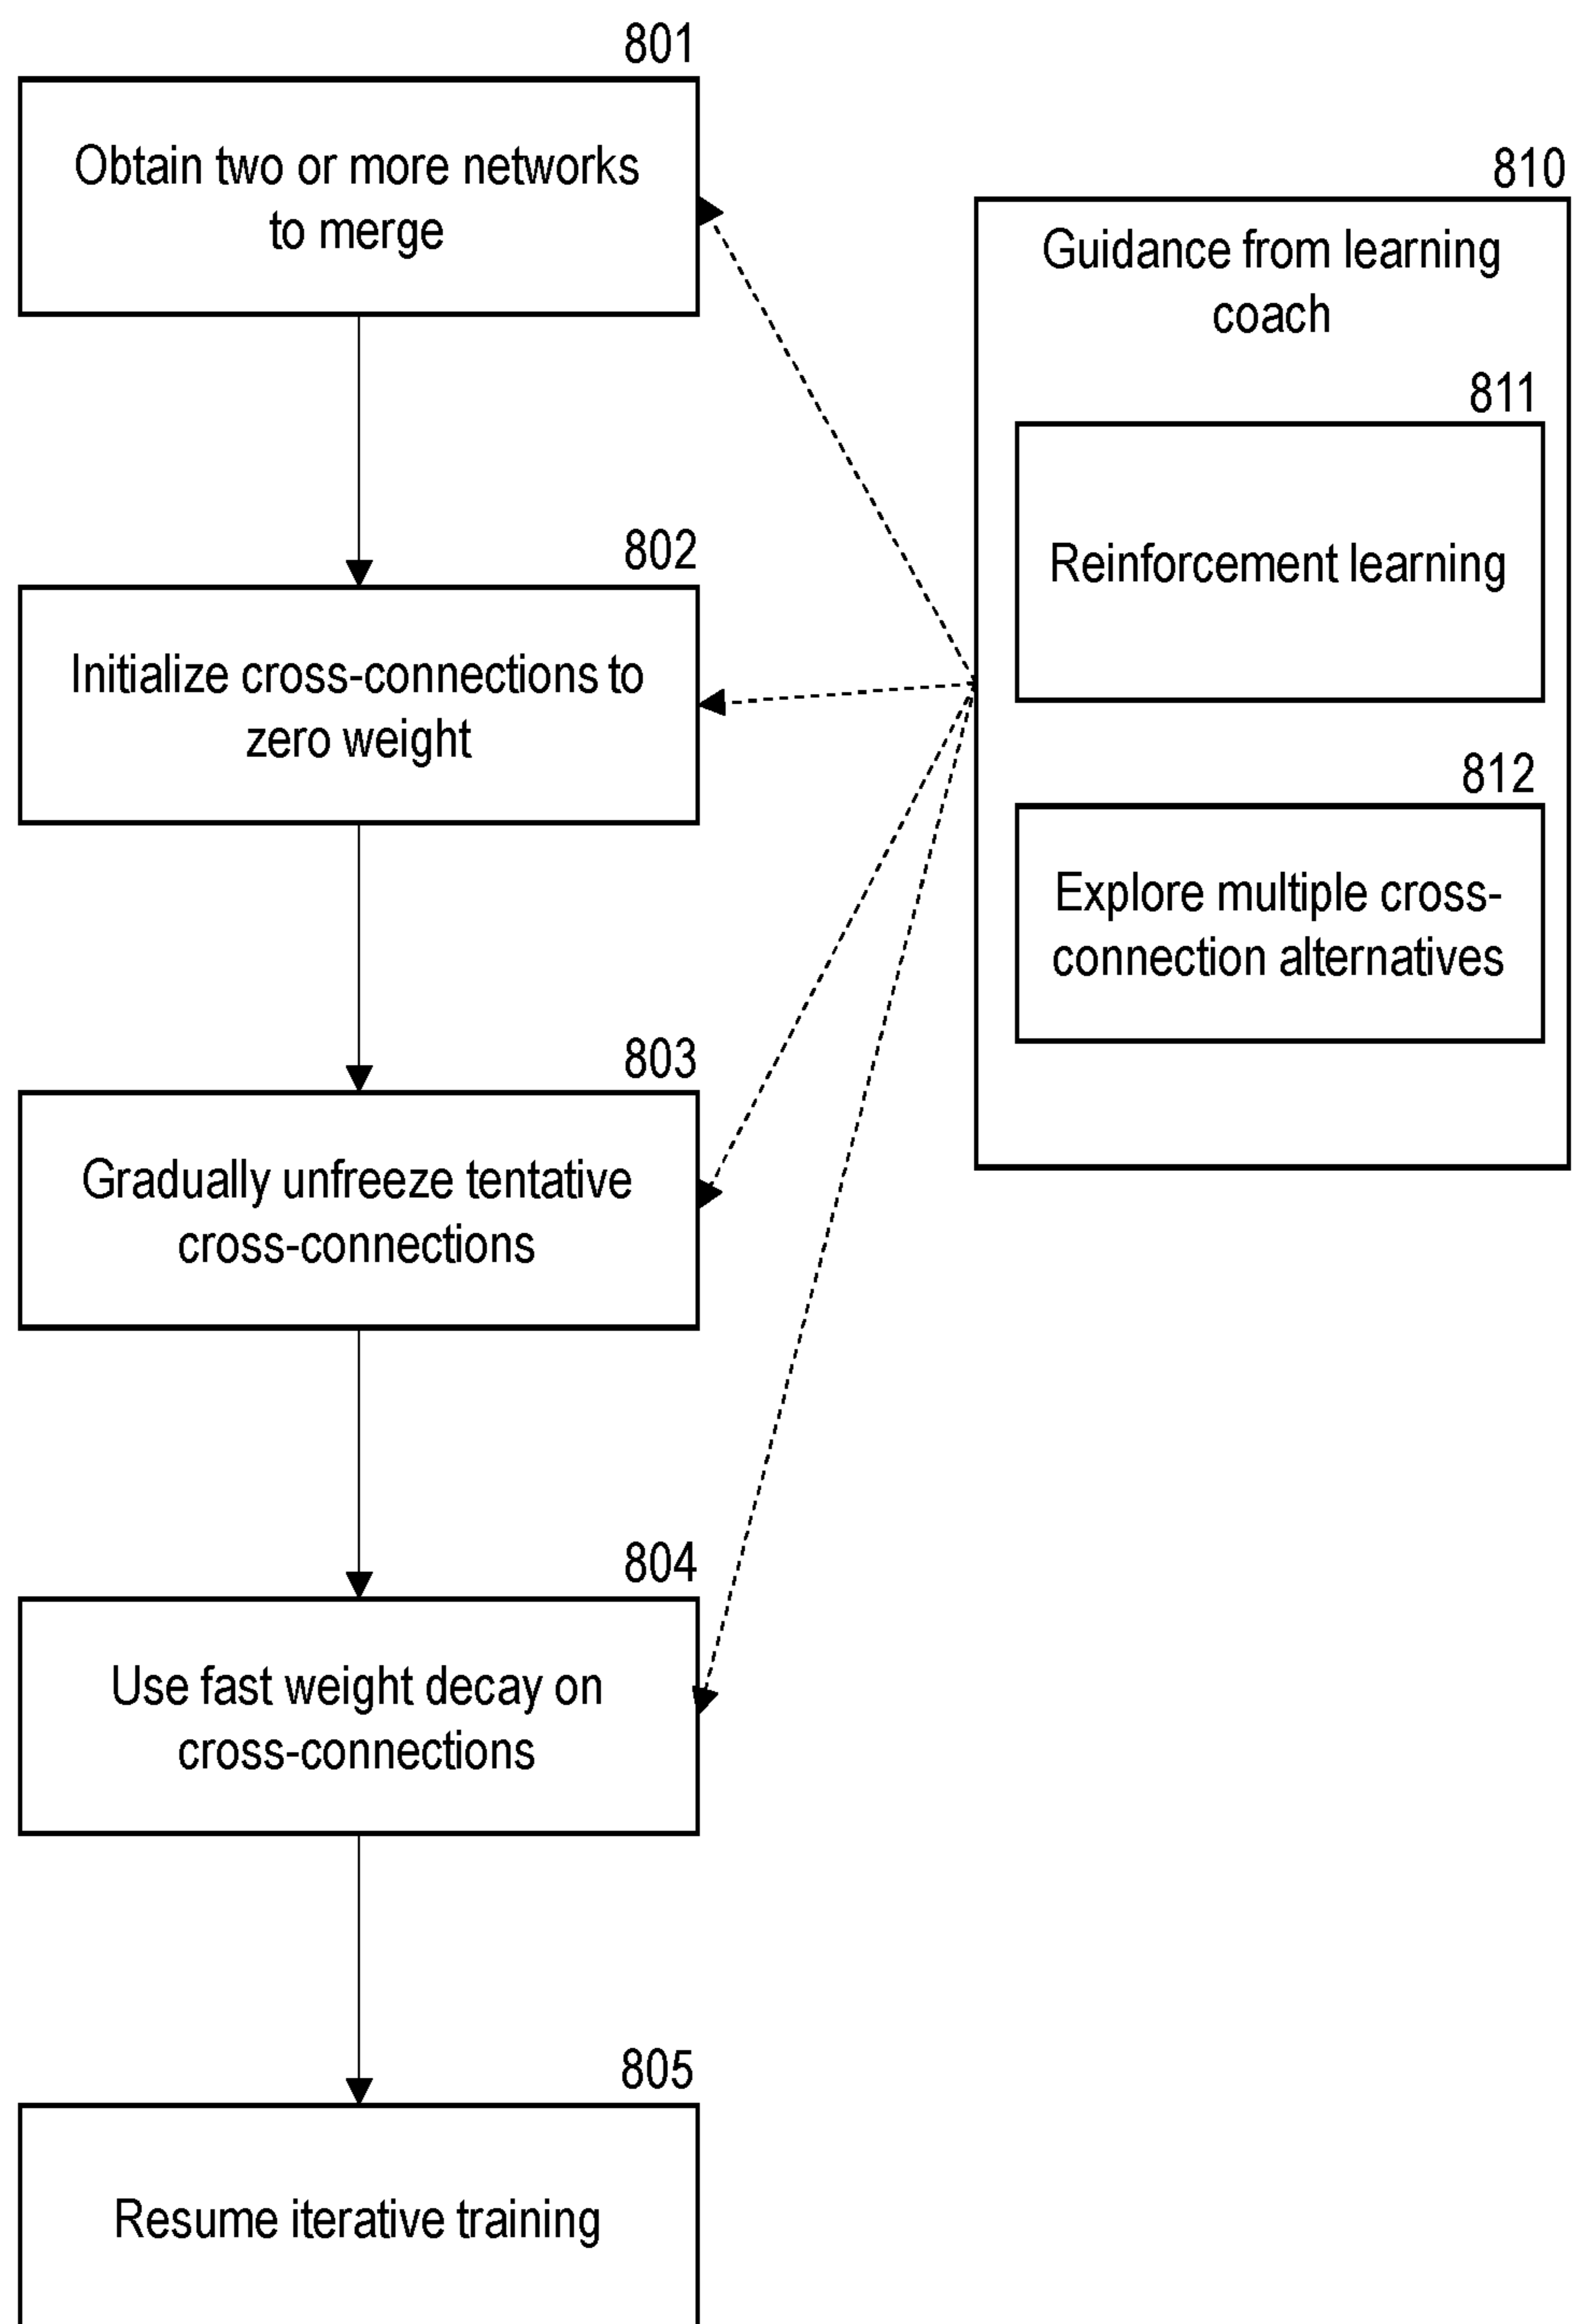 801
Obtain two or more networks
to merge
802
Initialize cross-connections to
zero weight
803
Gradually unfreeze tentative
cross-connections
804
Use fast weight decay on
cross-connections
805
Resume iterative training
810
Guidance from learning
coach
811
Reinforcement learning
812
Explore multiple cross-
connection alternatives